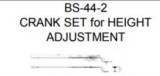 BS-44-2
CRANK SET for HEIGHT
ADJUSTMENT